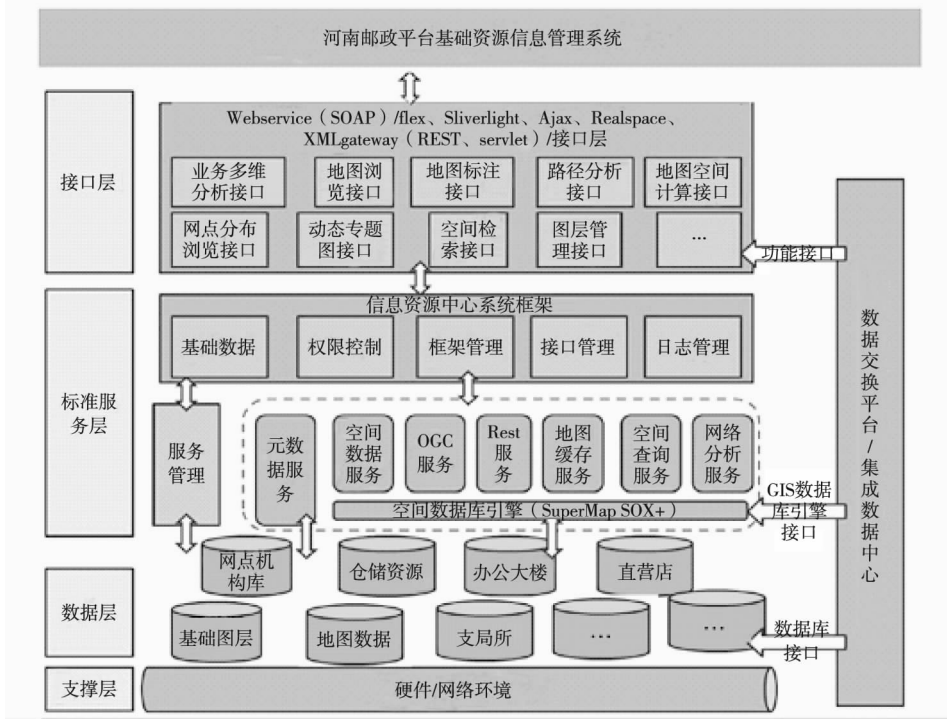 河南邮政平台基础资源信息管理系统
接口层
Webservice（SOAP）/flex、Sliverlight、Ajax、Realspace、
XMLgateway（REST、servlet）/接口层
业务多维
分析接口
地图浏
览接口
地图标注
接口
路径分析
接口
地图空间
计算接口
网点分布
浏览接口
动态专题
图接口
空间检
索接口
图层管
理接口
…
功能接口
标准服
务层
信息资源中心系统框架
基础数据
权限控制
框架管理
接口管理
日志管理
服务
管理
元数
据服
务
空间
数据
服务
OGC
服务
Rest
服
务
地图
缓存
服务
空间
查询
服务
网络
分析
服务
空间数据库引擎（SuperMap SOX+）
GIS数据
库引擎
接口
数据交换平台/集成数据中心
数据层
网点机
构库
仓储资源
办公大楼
直营店
基础图层
地图数据
支局所
…
…
数据库
接口
支撑层
硬件/网络环境